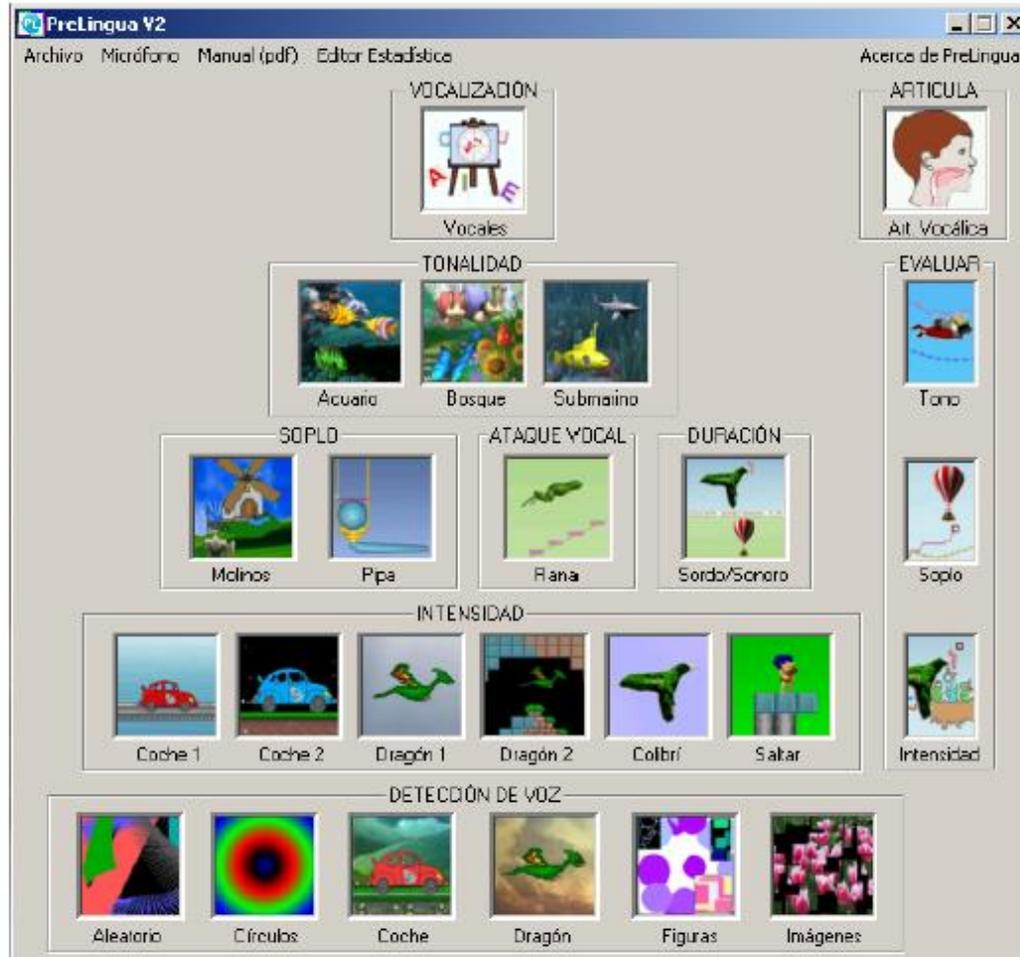 PreLingua V2
Archivo Micrófono Manual (pdf) Editor Estadística Acerca de PreLingua
VOCALIZACIÓN
Vocales
ARTICULA
Art. Vocálica
TONALIDAD
Acuario Bosque Submarino
EVALUAR
Tono
SOPLO
Molinos Pipa
ATAQUE VOCAL
Rana
DURACIÓN
Sordo/Sonoro
Soplo
INTENSIDAD
Coche 1 Coche 2 Dragón 1 Dragón 2 Colibrí Saltar
Intensidad
DETECCIÓN DE VOZ
Aleatorio Círculos Coche Dragón Figuras Imágenes